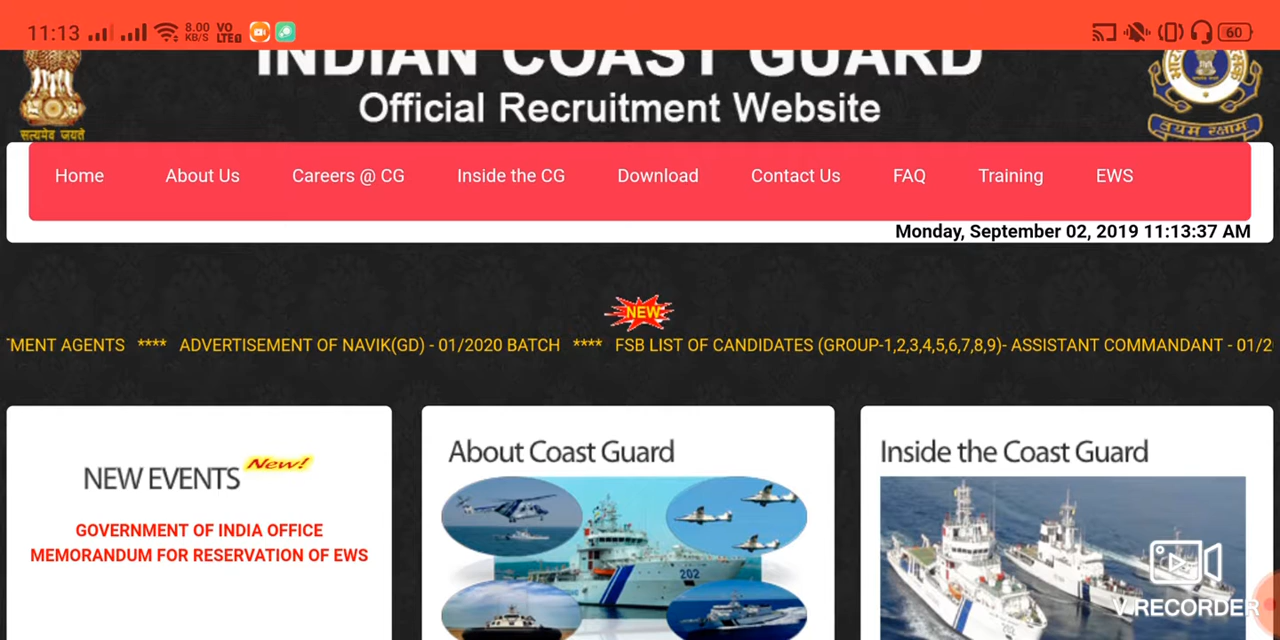 11:13 8.00 KB/S VO LTE1 60
INDIAN COAST GUARD
Official Recruitment Website
सत्यमेव जयते
वयम रक्षाम:
Home About Us Careers @ CG Inside the CG Download Contact Us FAQ Training EWS
Monday, September 02, 2019 11:13:37 AM
NEW
MENT AGENTS **** ADVERTISEMENT OF NAVIK(GD) - 01/2020 BATCH **** FSB LIST OF CANDIDATES (GROUP-1,2,3,4,5,6,7,8,9)- ASSISTANT COMMANDANT - 01/2
NEW EVENTS New!
GOVERNMENT OF INDIA OFFICE
MEMORANDUM FOR RESERVATION OF EWS
About Coast Guard
202
Inside the Coast Guard
202
V RECORDER